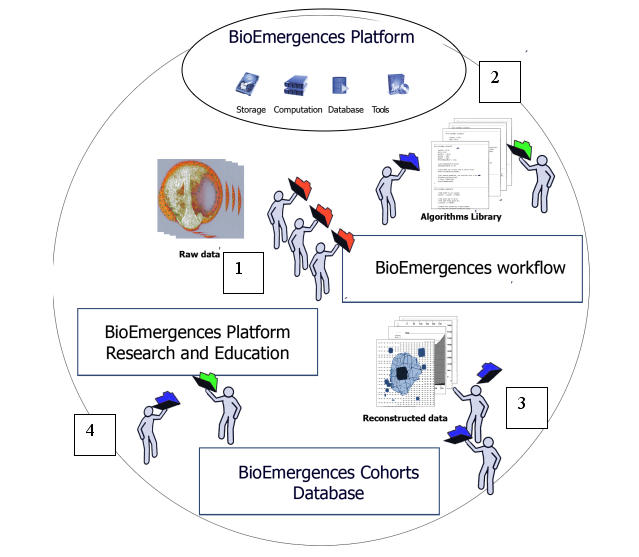 BioEmergences Platform
Storage Computation Database Tools
2
Algorithms Library
Raw data
1
BioEmergences workflow
BioEmergences Platform
Research and Education
Reconstructed data
3
4
BioEmergences Cohorts
Database